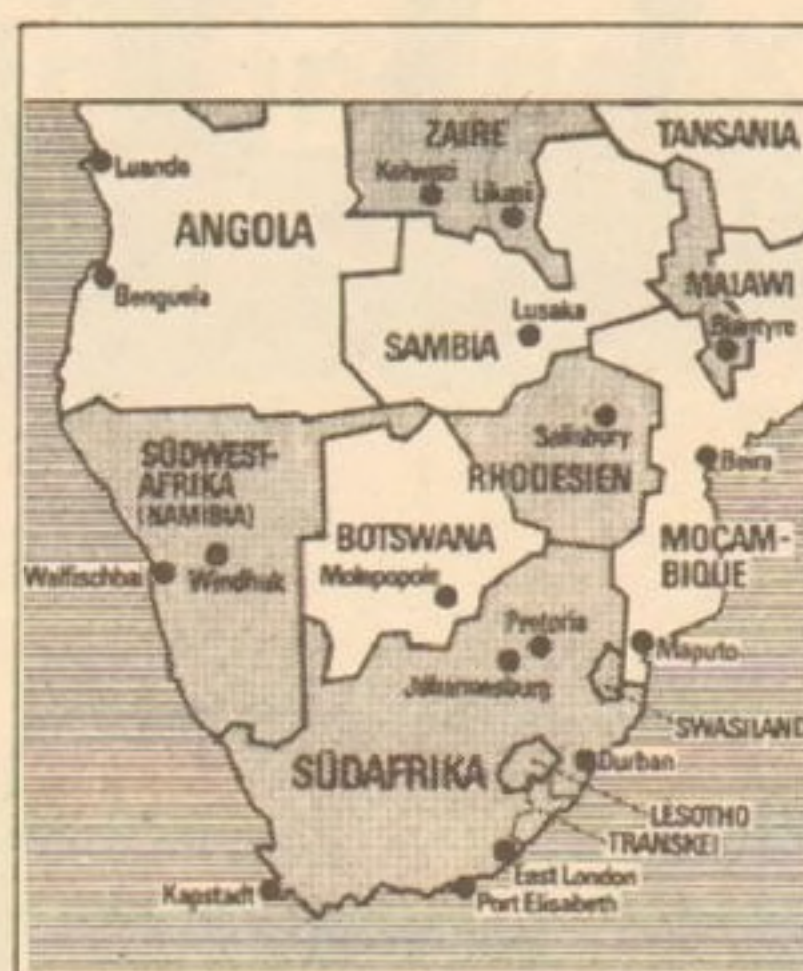 ZAIRE
TANSANIA
Luanda
Kolwezi
Likasi
ANGOLA
Benguela
MALAWI
Lusaka
SAMBIA
Blantyre
Salisbury
SÜDWEST-
AFRIKA
(NAMIBIA)
RHODESIEN
Beira
BOTSWANA
MOCAM-
BIQUE
Walfischbai
Windhuk
Molepopole
Pretoria
Maputo
Johannesburg
SWASILAND
SÜDAFRIKA
Durban
LESOTHO
TRANSKEI
East London
Kapstadt
Port Elisabeth